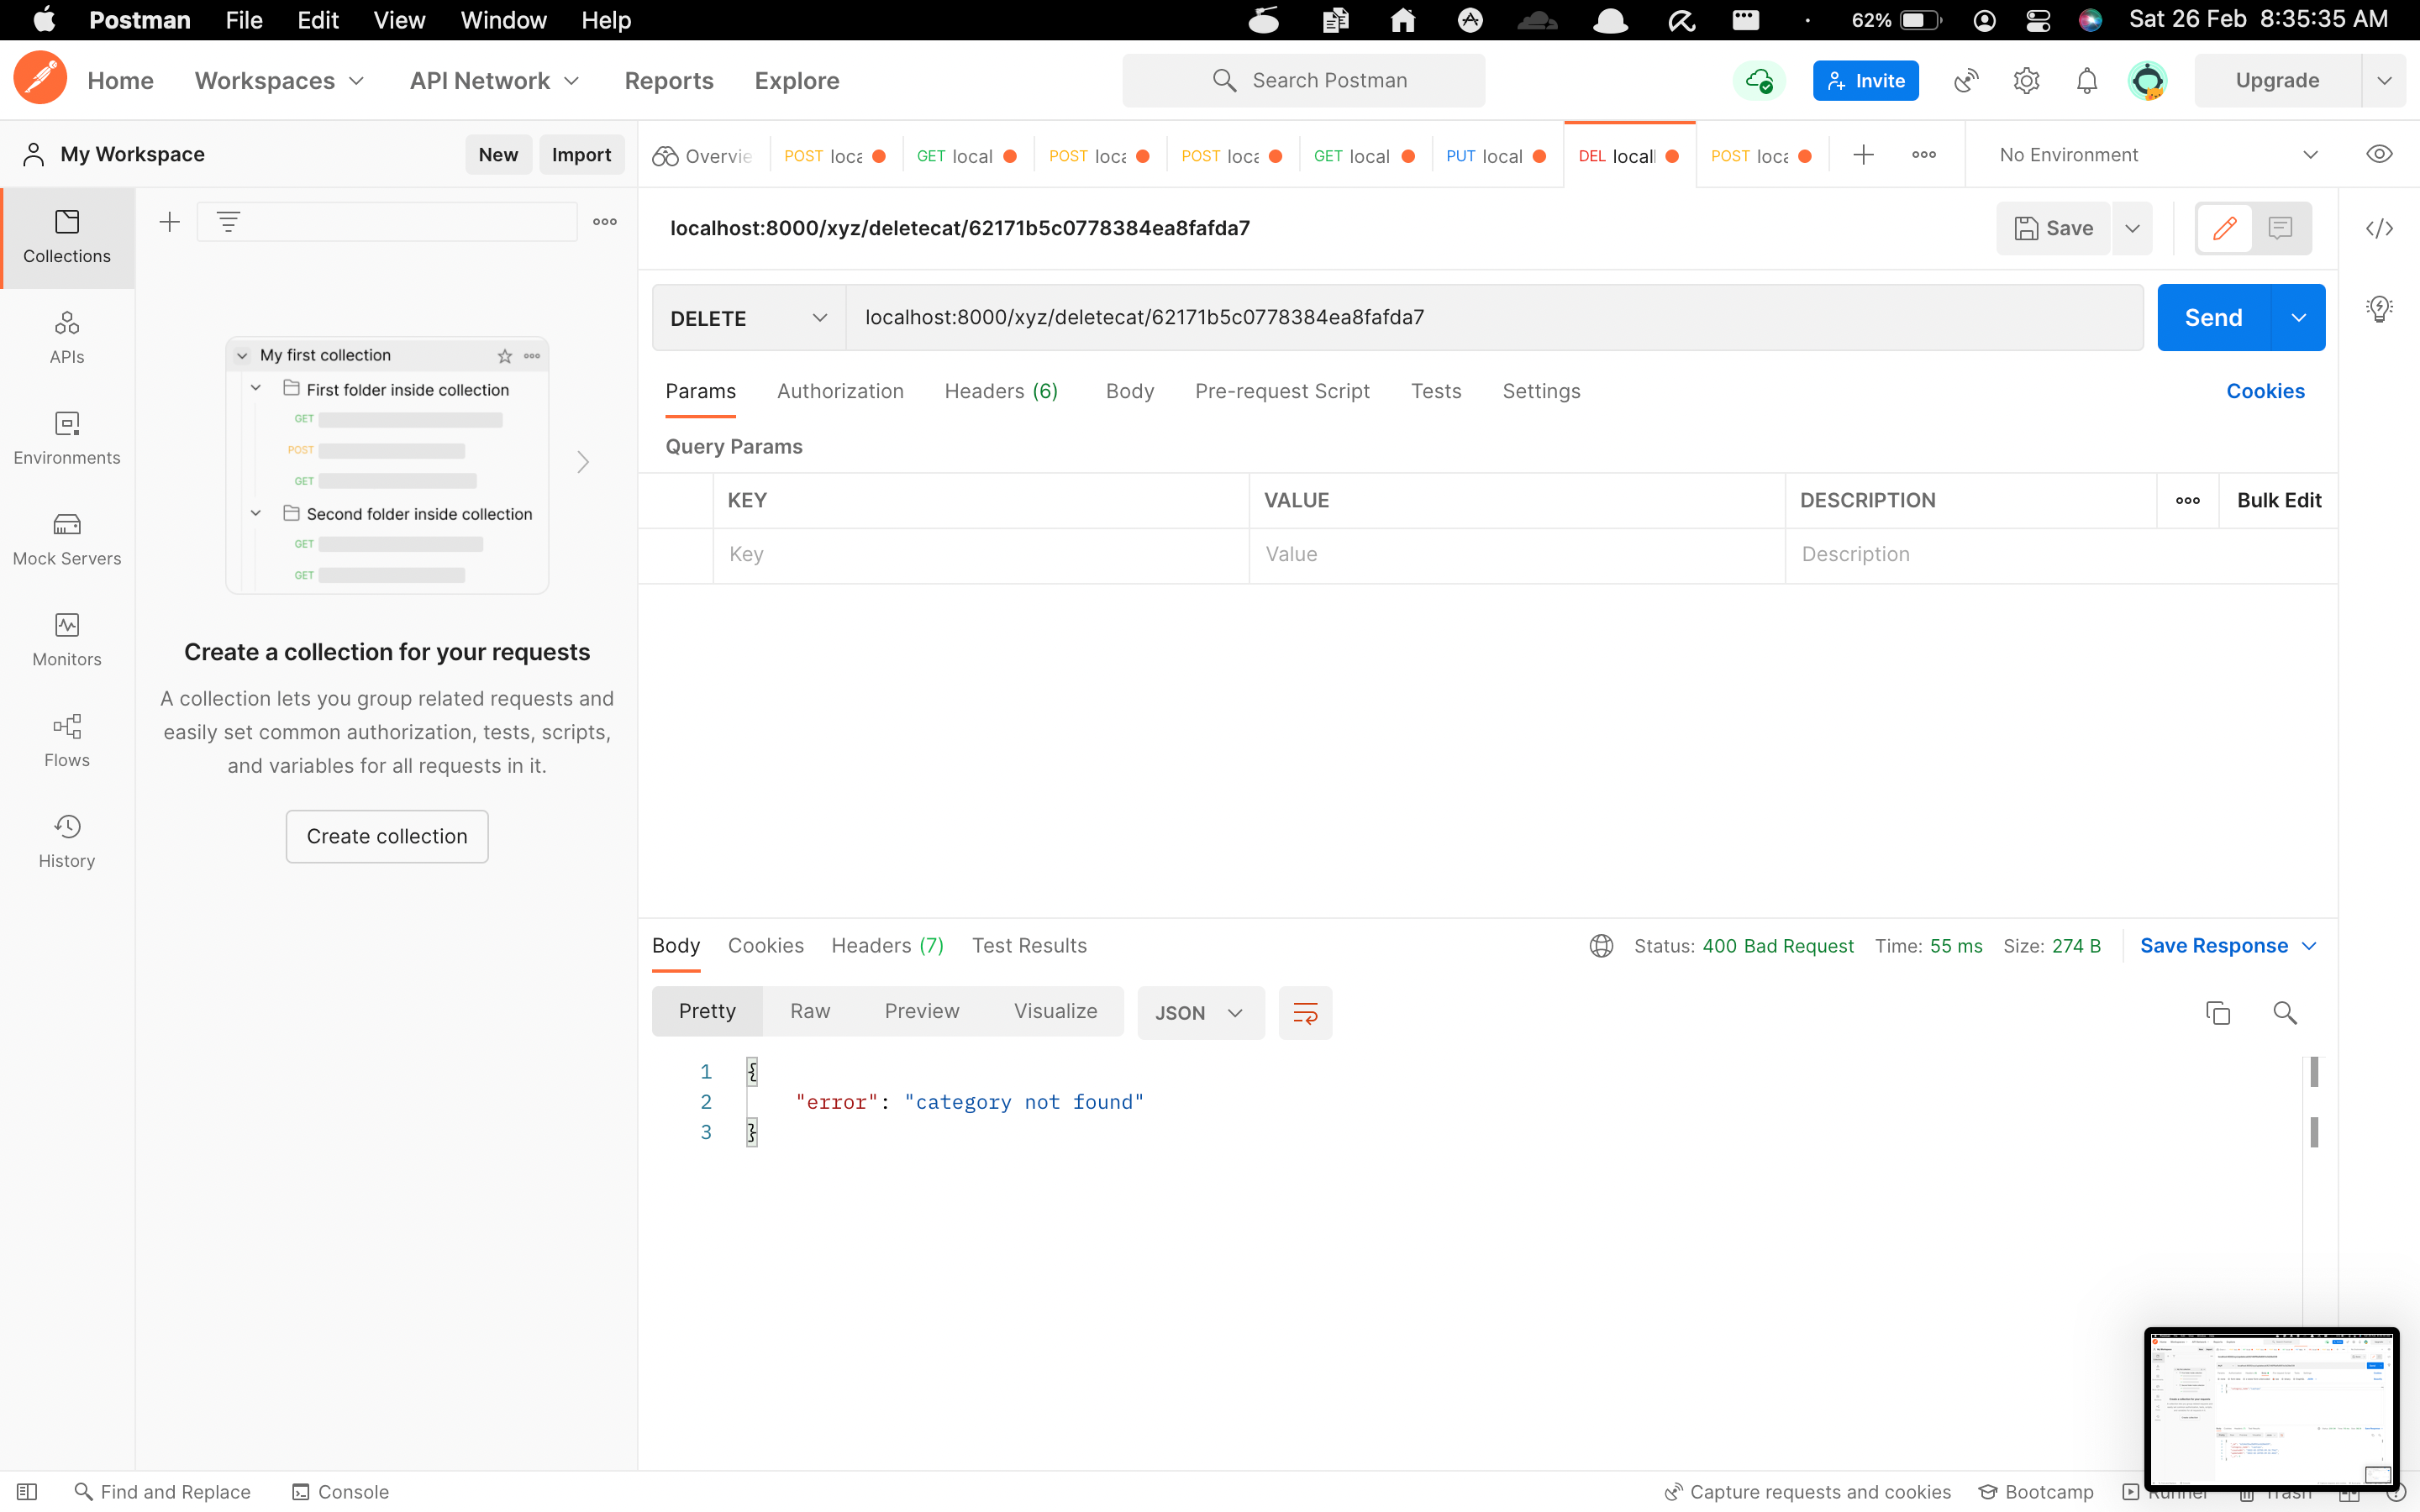 Postman File Edit View Window Help 62% Sat 26 Feb 8:35:35 AM
Home Workspaces API Network Reports Explore Search Postman Invite Upgrade
My Workspace New Import
Overvie POST loca GET local POST loca POST loca GET local PUT local DEL locall POST loca No Environment
Collections
APIs
Environments
Mock Servers
Monitors
Flows
History
My first collection
First folder inside collection
GET
POST
GET
Second folder inside collection
GET
GET
Create a collection for your requests
A collection lets you group related requests and
easily set common authorization, tests, scripts,
and variables for all requests in it.
Create collection
localhost:8000/xyz/deletecat/62171b5c0778384ea8fafda7 Save
DELETE localhost:8000/xyz/deletecat/62171b5c0778384ea8fafda7 Send
Params Authorization Headers (6) Body Pre-request Script Tests Settings Cookies
Query Params
KEY VALUE DESCRIPTION Bulk Edit
Key Value Description
Body Cookies Headers (7) Test Results Status: 400 Bad Request Time: 55 ms Size: 274 B Save Response
Pretty Raw Preview Visualize JSON
1 {
2 "error": "category not found"
3 }
Find and Replace Console Capture requests and cookies Bootcamp Runner Trash